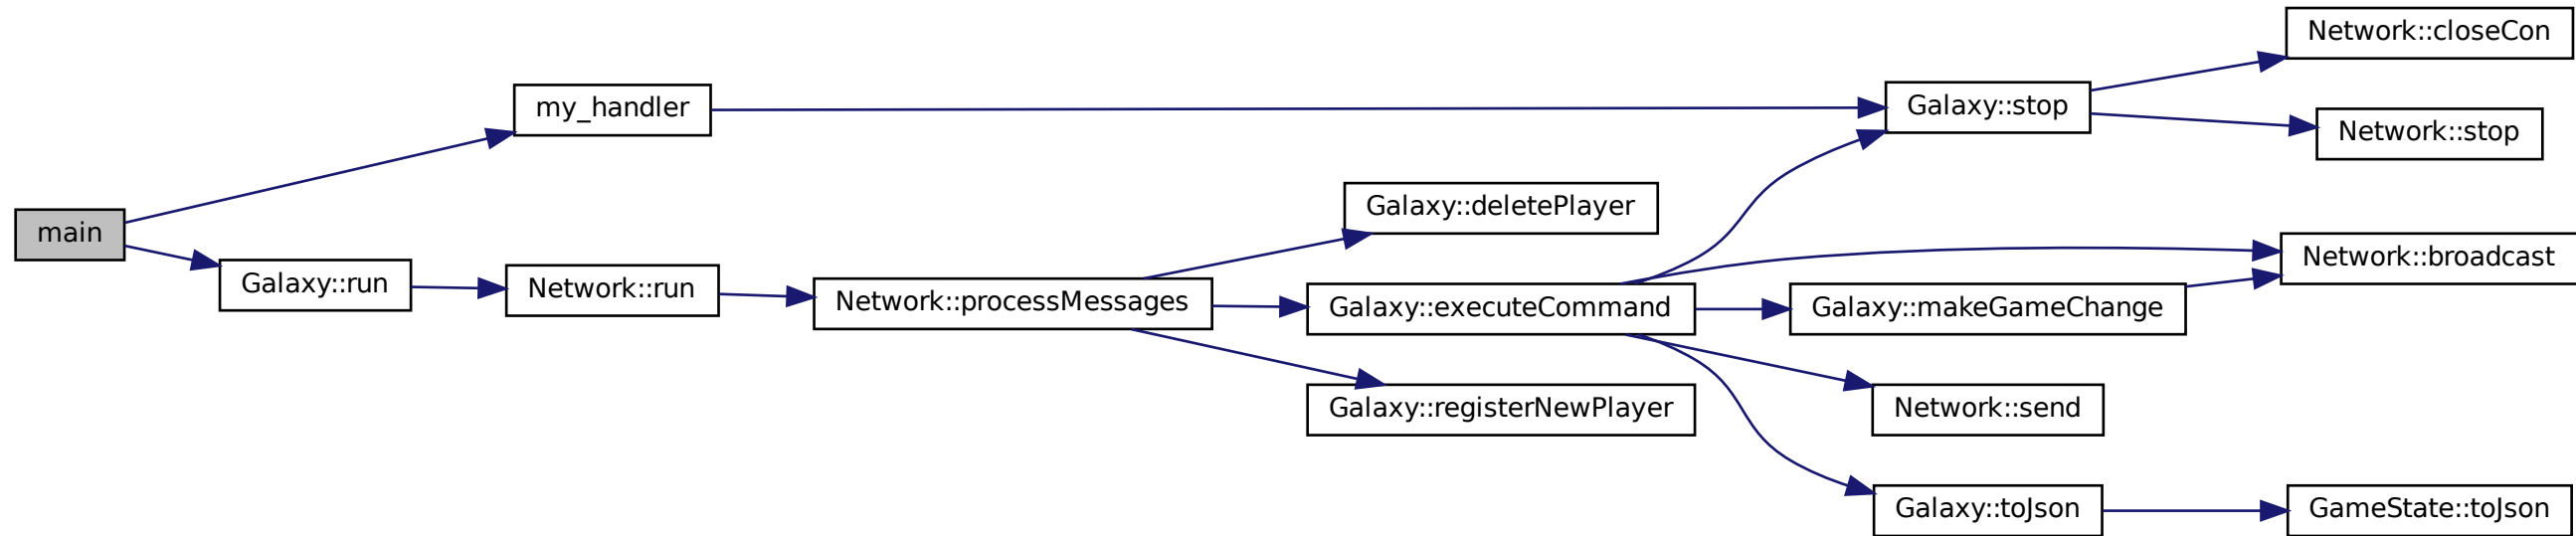 main
my_handler
Galaxy::run
Network::run
Network::processMessages
Galaxy::deletePlayer
Galaxy::executeCommand
Galaxy::registerNewPlayer
Galaxy::stop
Galaxy::makeGameChange
Network::send
Galaxy::toJson
Network::closeCon
Network::stop
Network::broadcast
GameState::toJson